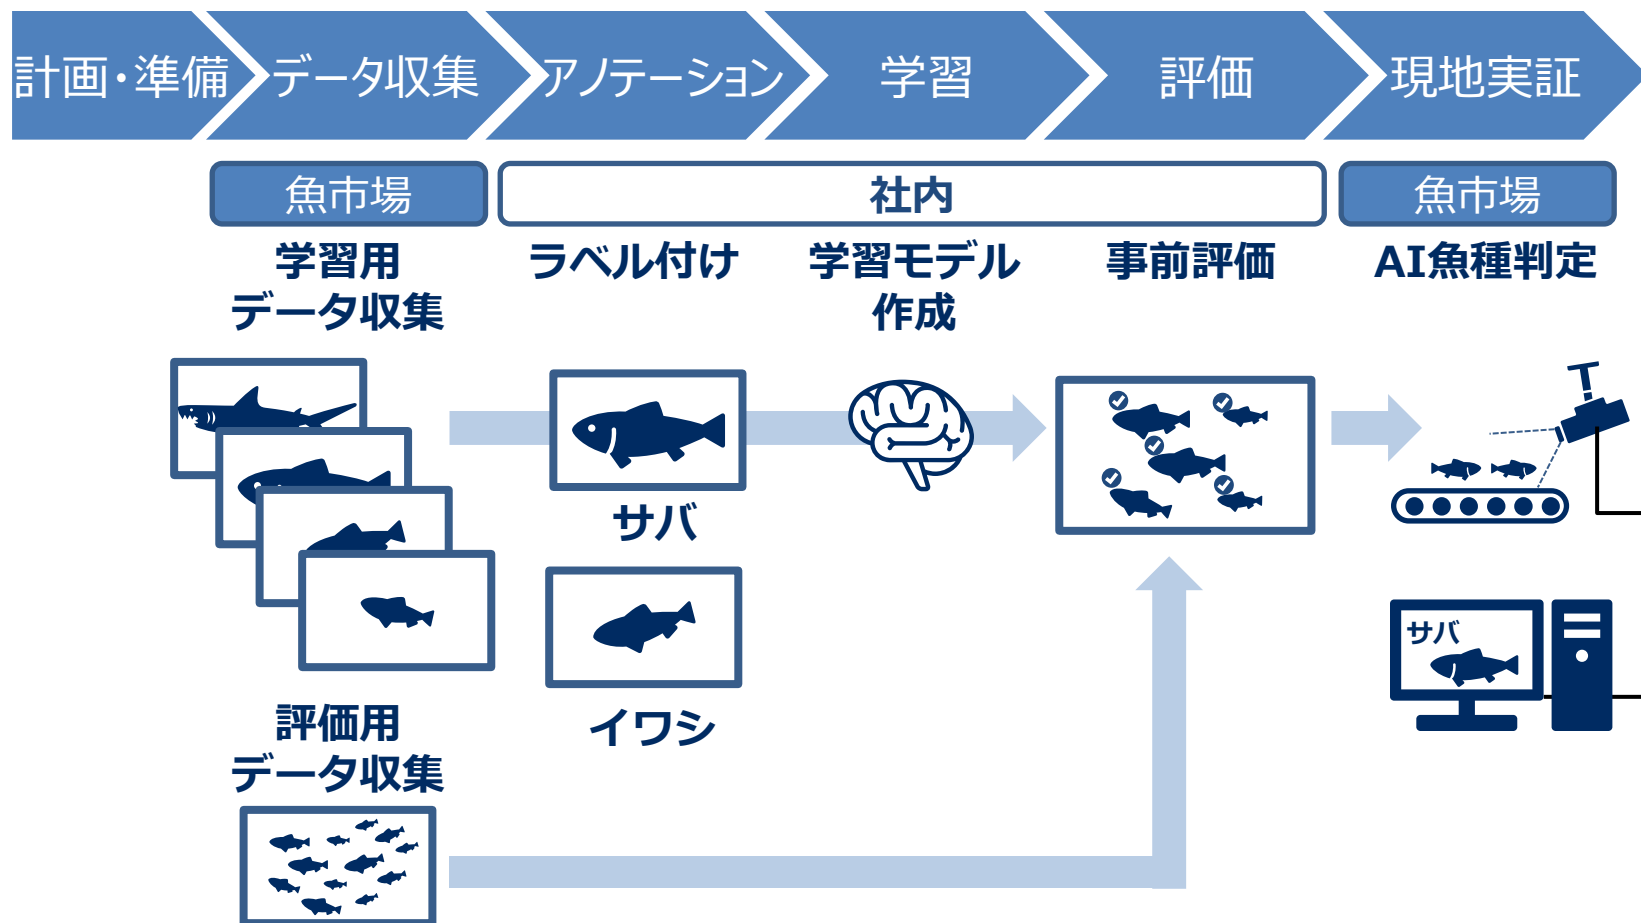 計画・準備
データ収集
アノテーション
学習
評価
現地実証
魚市場
社内
魚市場
学習用
データ収集
ラベル付け
学習モデル
作成
事前評価
AI魚種判定
サバ
イワシ
サバ
評価用
データ収集